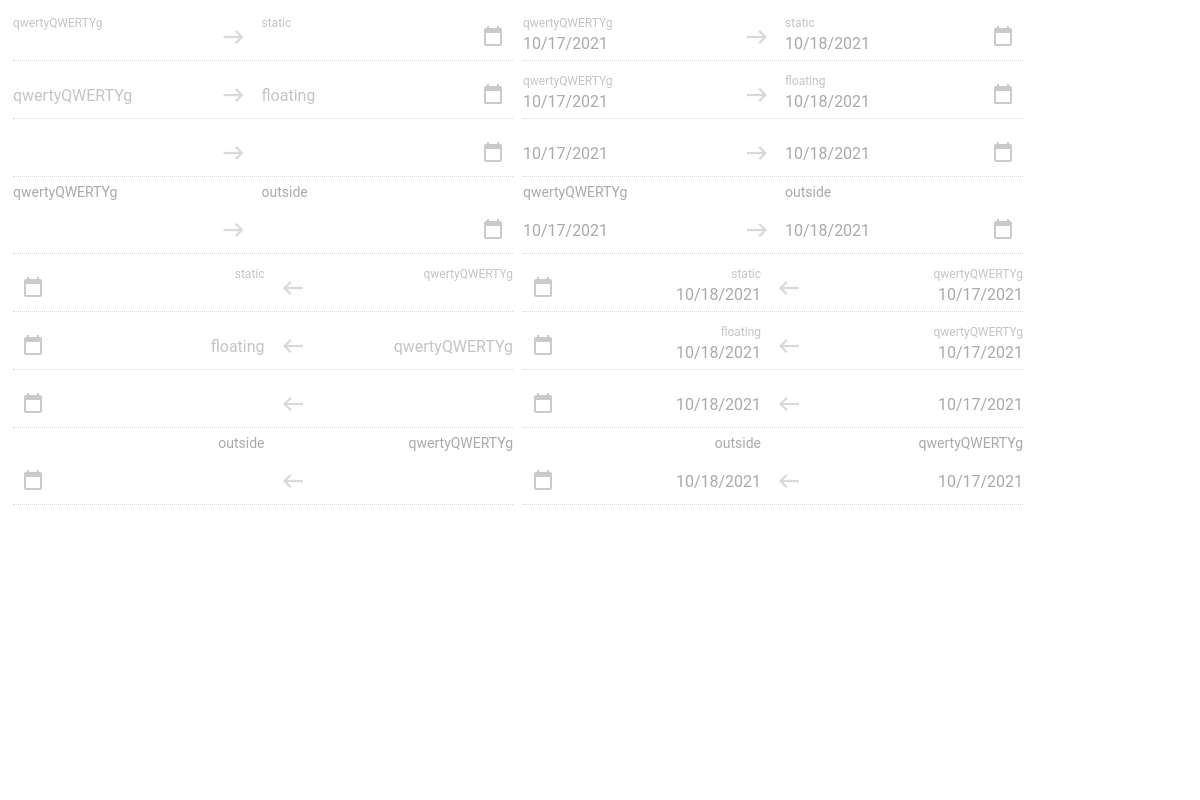 qwertyQWERTYg static qwertyQWERTYg static
10/17/2021 10/18/2021
qwertyQWERTYg floating
qwertyQWERTYg floating 10/17/2021 10/18/2021
10/17/2021 10/18/2021
qwertyQWERTYg outside qwertyQWERTYg outside
10/17/2021 10/18/2021
static qwertyQWERTYg static qwertyQWERTYg
10/18/2021 10/17/2021
floating qwertyQWERTYg
floating qwertyQWERTYg 10/18/2021 10/17/2021
10/18/2021 10/17/2021
outside qwertyQWERTYg outside qwertyQWERTYg
10/18/2021 10/17/2021